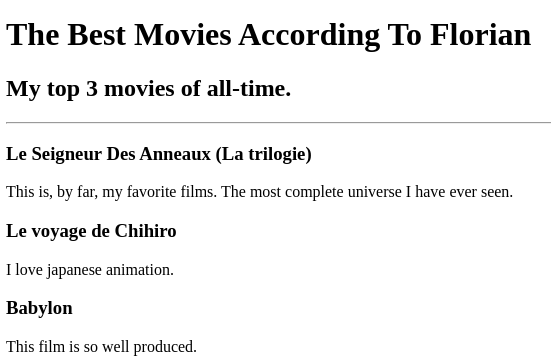 The Best Movies According To Florian
My top 3 movies of all-time.
Le Seigneur Des Anneaux (La trilogie)
This is, by far, my favorite films. The most complete universe I have ever seen.
Le voyage de Chihiro
I love japanese animation.
Babylon
This film is so well produced.